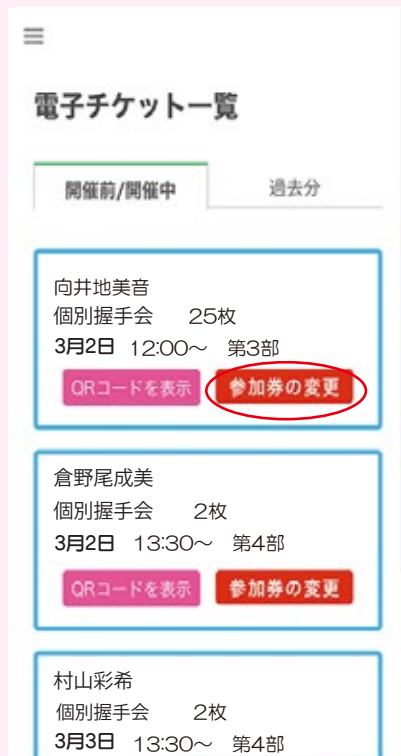 電子チケット一覧
開催前/開催中 過去分
向井地美音
個別握手会 25枚
3月2日 12:00～ 第3部
QRコードを表示 参加券の変更
倉野尾成美
個別握手会 2枚
3月2日 13:30～ 第4部
QRコードを表示 参加券の変更
村山彩希
個別握手会 2枚
3月3日 13:30～ 第4部